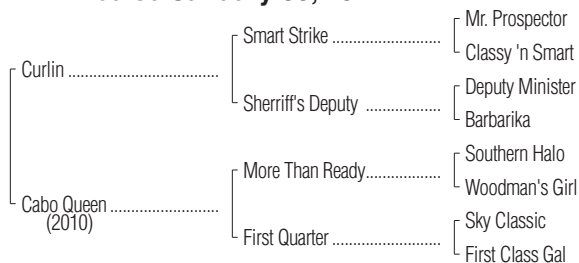 Mr. Prospector
Smart Strike ....................
Classy 'n Smart
Curlin ............................
Deputy Minister
Sherriff's Deputy ..............
Barbarika
Southern Halo
More Than Ready..............
Woodman's Girl
Cabo Queen ....................
(2010)
Sky Classic
First Quarter ....................
First Class Gal